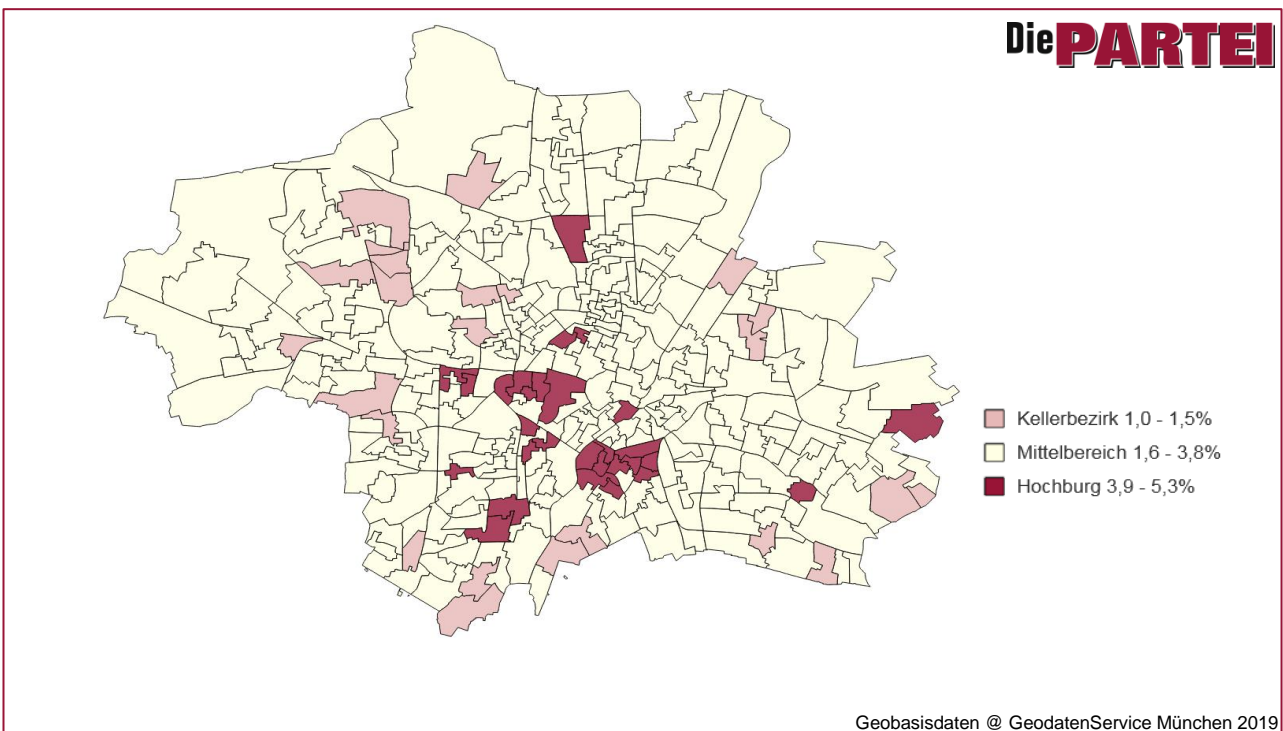 Die PARTEI
Kellerbezirk 1,0 - 1,5%
Mittelbereich 1,6 - 3,8%
Hochburg 3,9 - 5,3%
Geobasisdaten @ GeodatenService München 2019